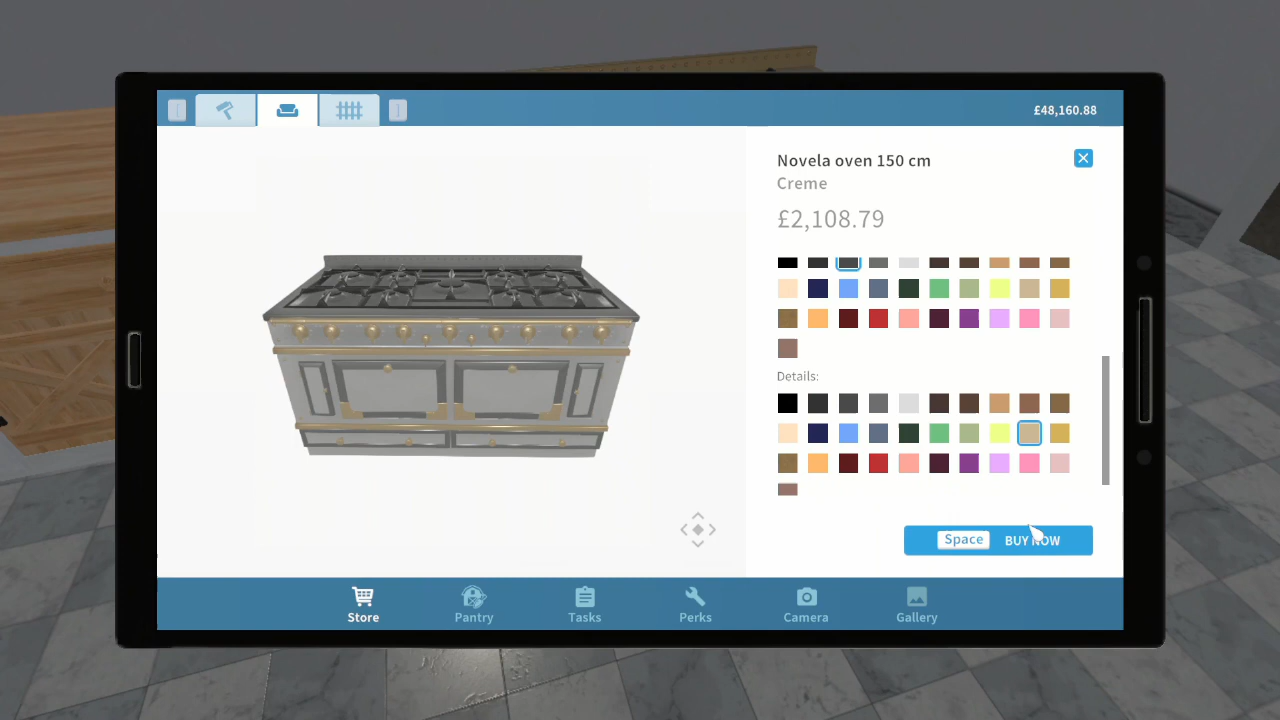 £48,160.88
Novela oven 150 cm
Creme
£2,108.79
Details:
Space BUY NOW
Store Pantry Tasks Perks Camera Gallery